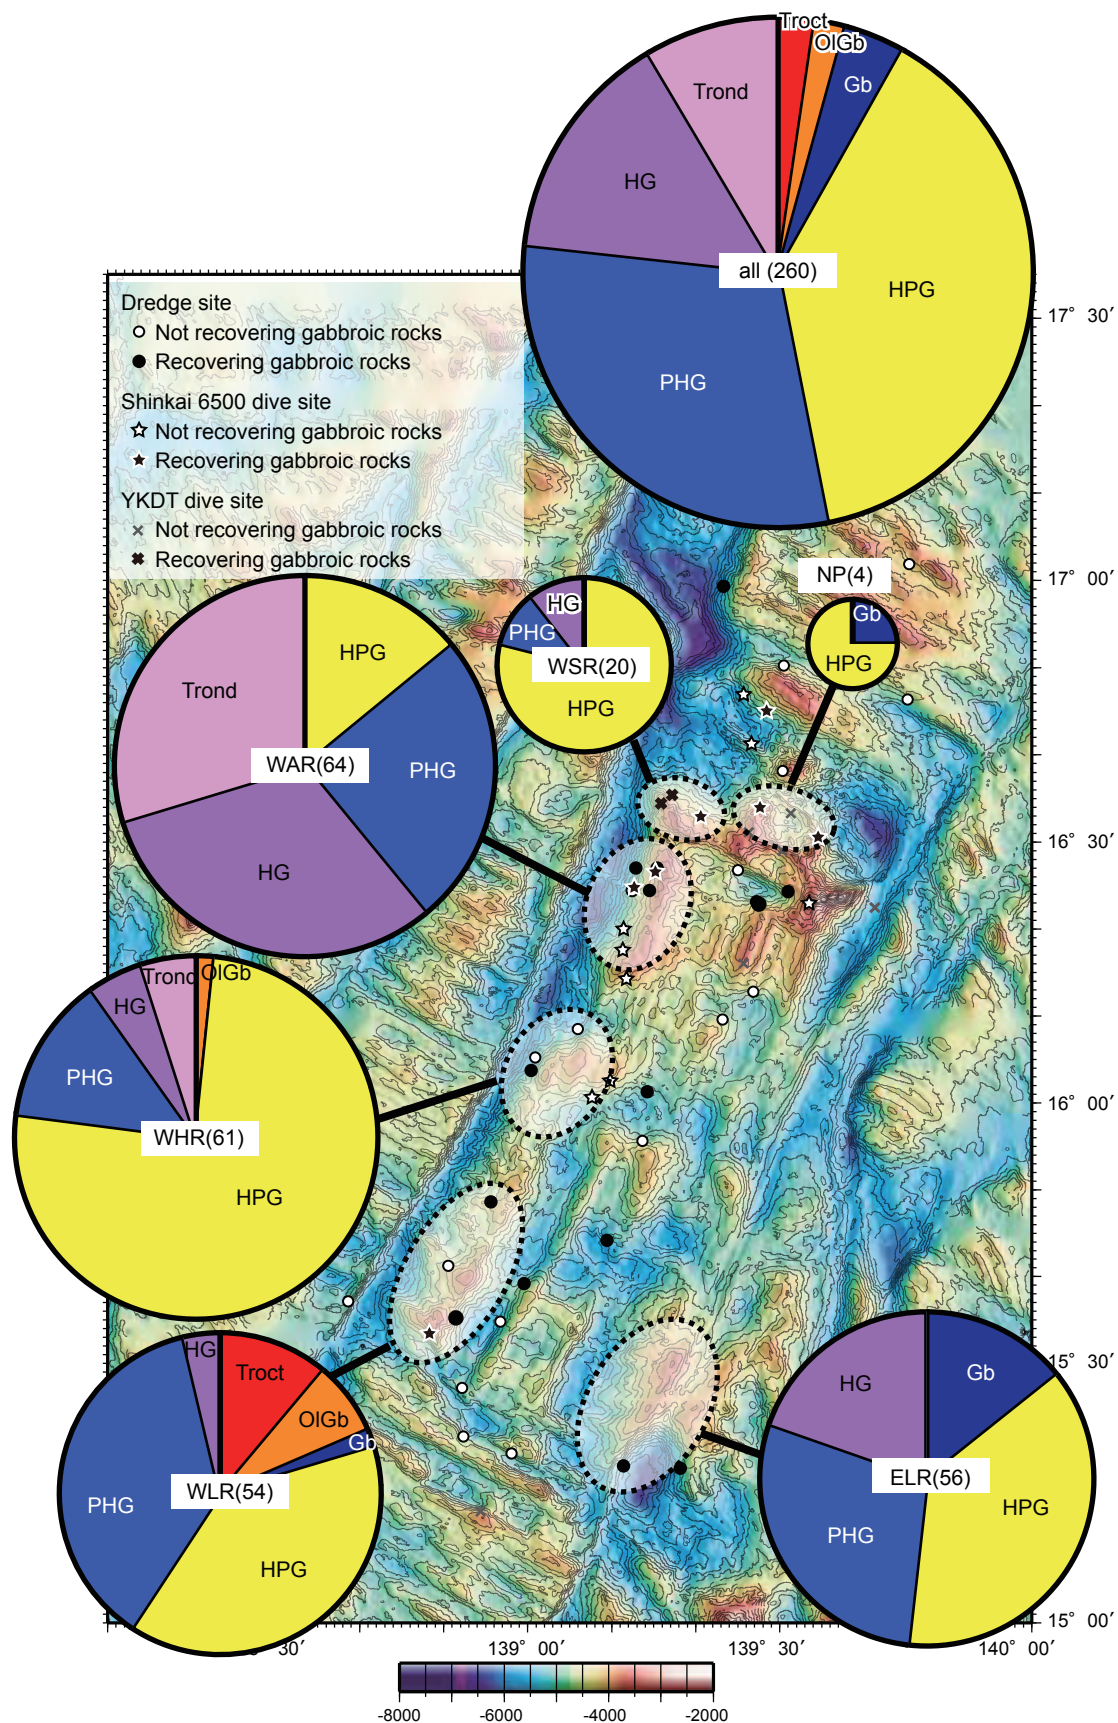 Troct
OlGb
Gb
Trond
HG
all (260)
HPG
PHG
Dredge site
Not recovering gabbroic rocks
Recovering gabbroic rocks
Shinkai 6500 dive site
Not recovering gabbroic rocks
Recovering gabbroic rocks
YKDT dive site
Not recovering gabbroic rocks
Recovering gabbroic rocks
17° 30′
17° 00′
16° 30′
16° 00′
15° 30′
15° 00′
NP(4)
Gb
HPG
HG
PHG
WSR(20)
HPG
HPG
Trond
WAR(64)
PHG
HG
Trond
OlGb
HG
PHG
WHR(61)
HPG
HG
Troct
OlGb
Gb
PHG
WLR(54)
HPG
HG
Gb
ELR(56)
HPG
PHG
30′
139° 00′
139° 30′
140° 00′
-8000
-6000
-4000
-2000